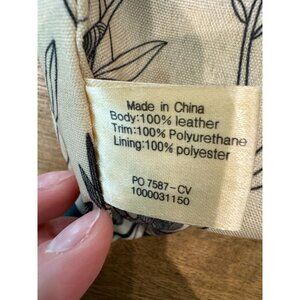 Made in China
Body:100% leather
Trim:100% Polyurethane
Lining:100% polyester
PO 7587-CV
1000031150